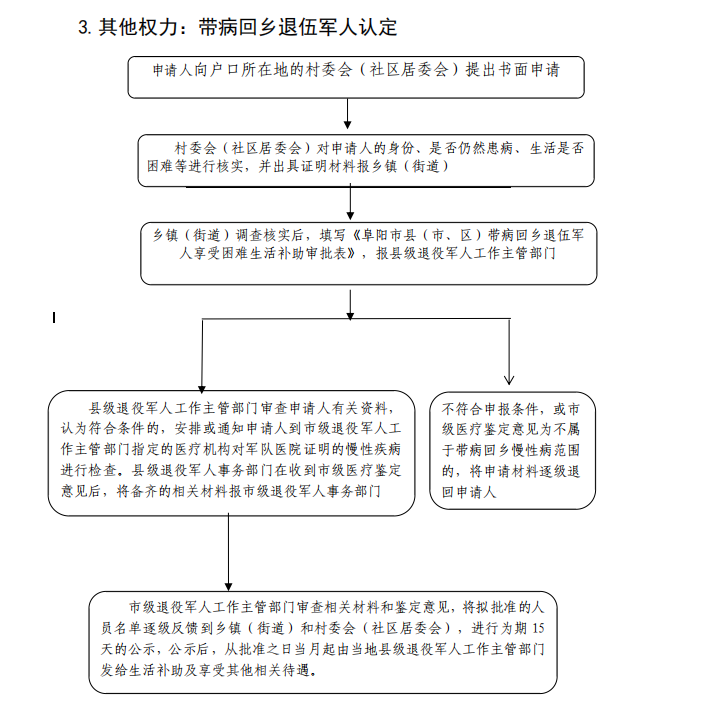 3. 其他权力：带病回乡退伍军人认定
申请人向户口所在地的村委会（社区居委会）提出书面申请
村委会（社区居委会）对申请人的身份、是否仍然患病、生活是否
困难等进行核实，并出具证明材料报乡镇（街道）
乡镇（街道）调查核实后，填写《阜阳市县（市、区）带病回乡退伍军
人享受困难生活补助审批表》，报县级退役军人工作主管部门
县级退役军人工作主管部门审查申请人有关资料，
认为符合条件的，安排或通知申请人到市级退役军人工
作主管部门指定的医疗机构对军队医院证明的慢性疾病
进行检查。县级退役军人事务部门在收到市级医疗鉴定
意见后，将备齐的相关材料报市级退役军人事务部门
不符合申报条件，或市
级医疗鉴定意见为不属
于带病回乡慢性病范围
的，将申请材料逐级退
回申请人
市级退役军人工作主管部门审查相关材料和鉴定意见，将拟批准的人
员名单逐级反馈到乡镇（街道）和村委会（社区居委会），进行为期 15
天的公示，公示后，从批准之日当月起由当地县级退役军人工作主管部门
发给生活补助及享受其他相关待遇。